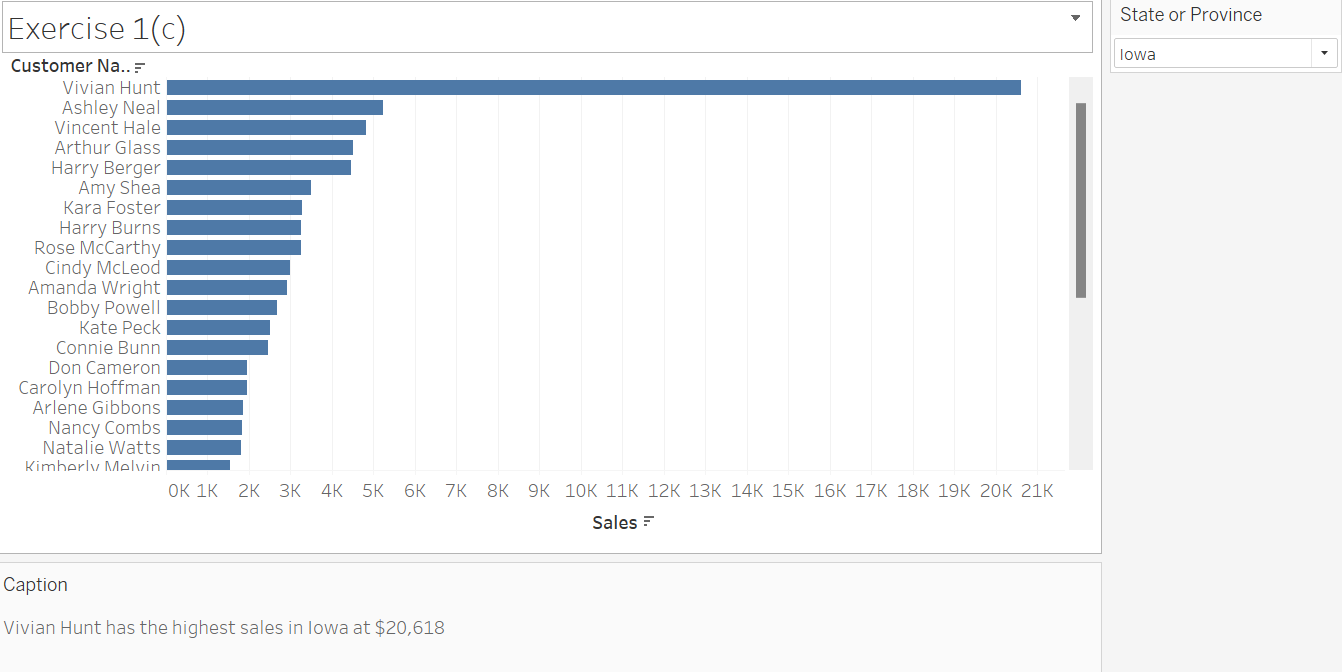 Exercise 1(c)
State or Province
Iowa
Customer Na..
Vivian Hunt
Ashley Neal
Vincent Hale
Arthur Glass
Harry Berger
Amy Shea
Kara Foster
Harry Burns
Rose McCarthy
Cindy McLeod
Amanda Wright
Bobby Powell
Kate Peck
Connie Bunn
Don Cameron
Carolyn Hoffman
Arlene Gibbons
Nancy Combs
Natalie Watts
Kimberly Melvin
0K 1K 2K 3K 4K 5K 6K 7K 8K 9K 10K 11K 12K 13K 14K 15K 16K 17K 18K 19K 20K 21K
Sales
Caption
Vivian Hunt has the highest sales in Iowa at $20,618